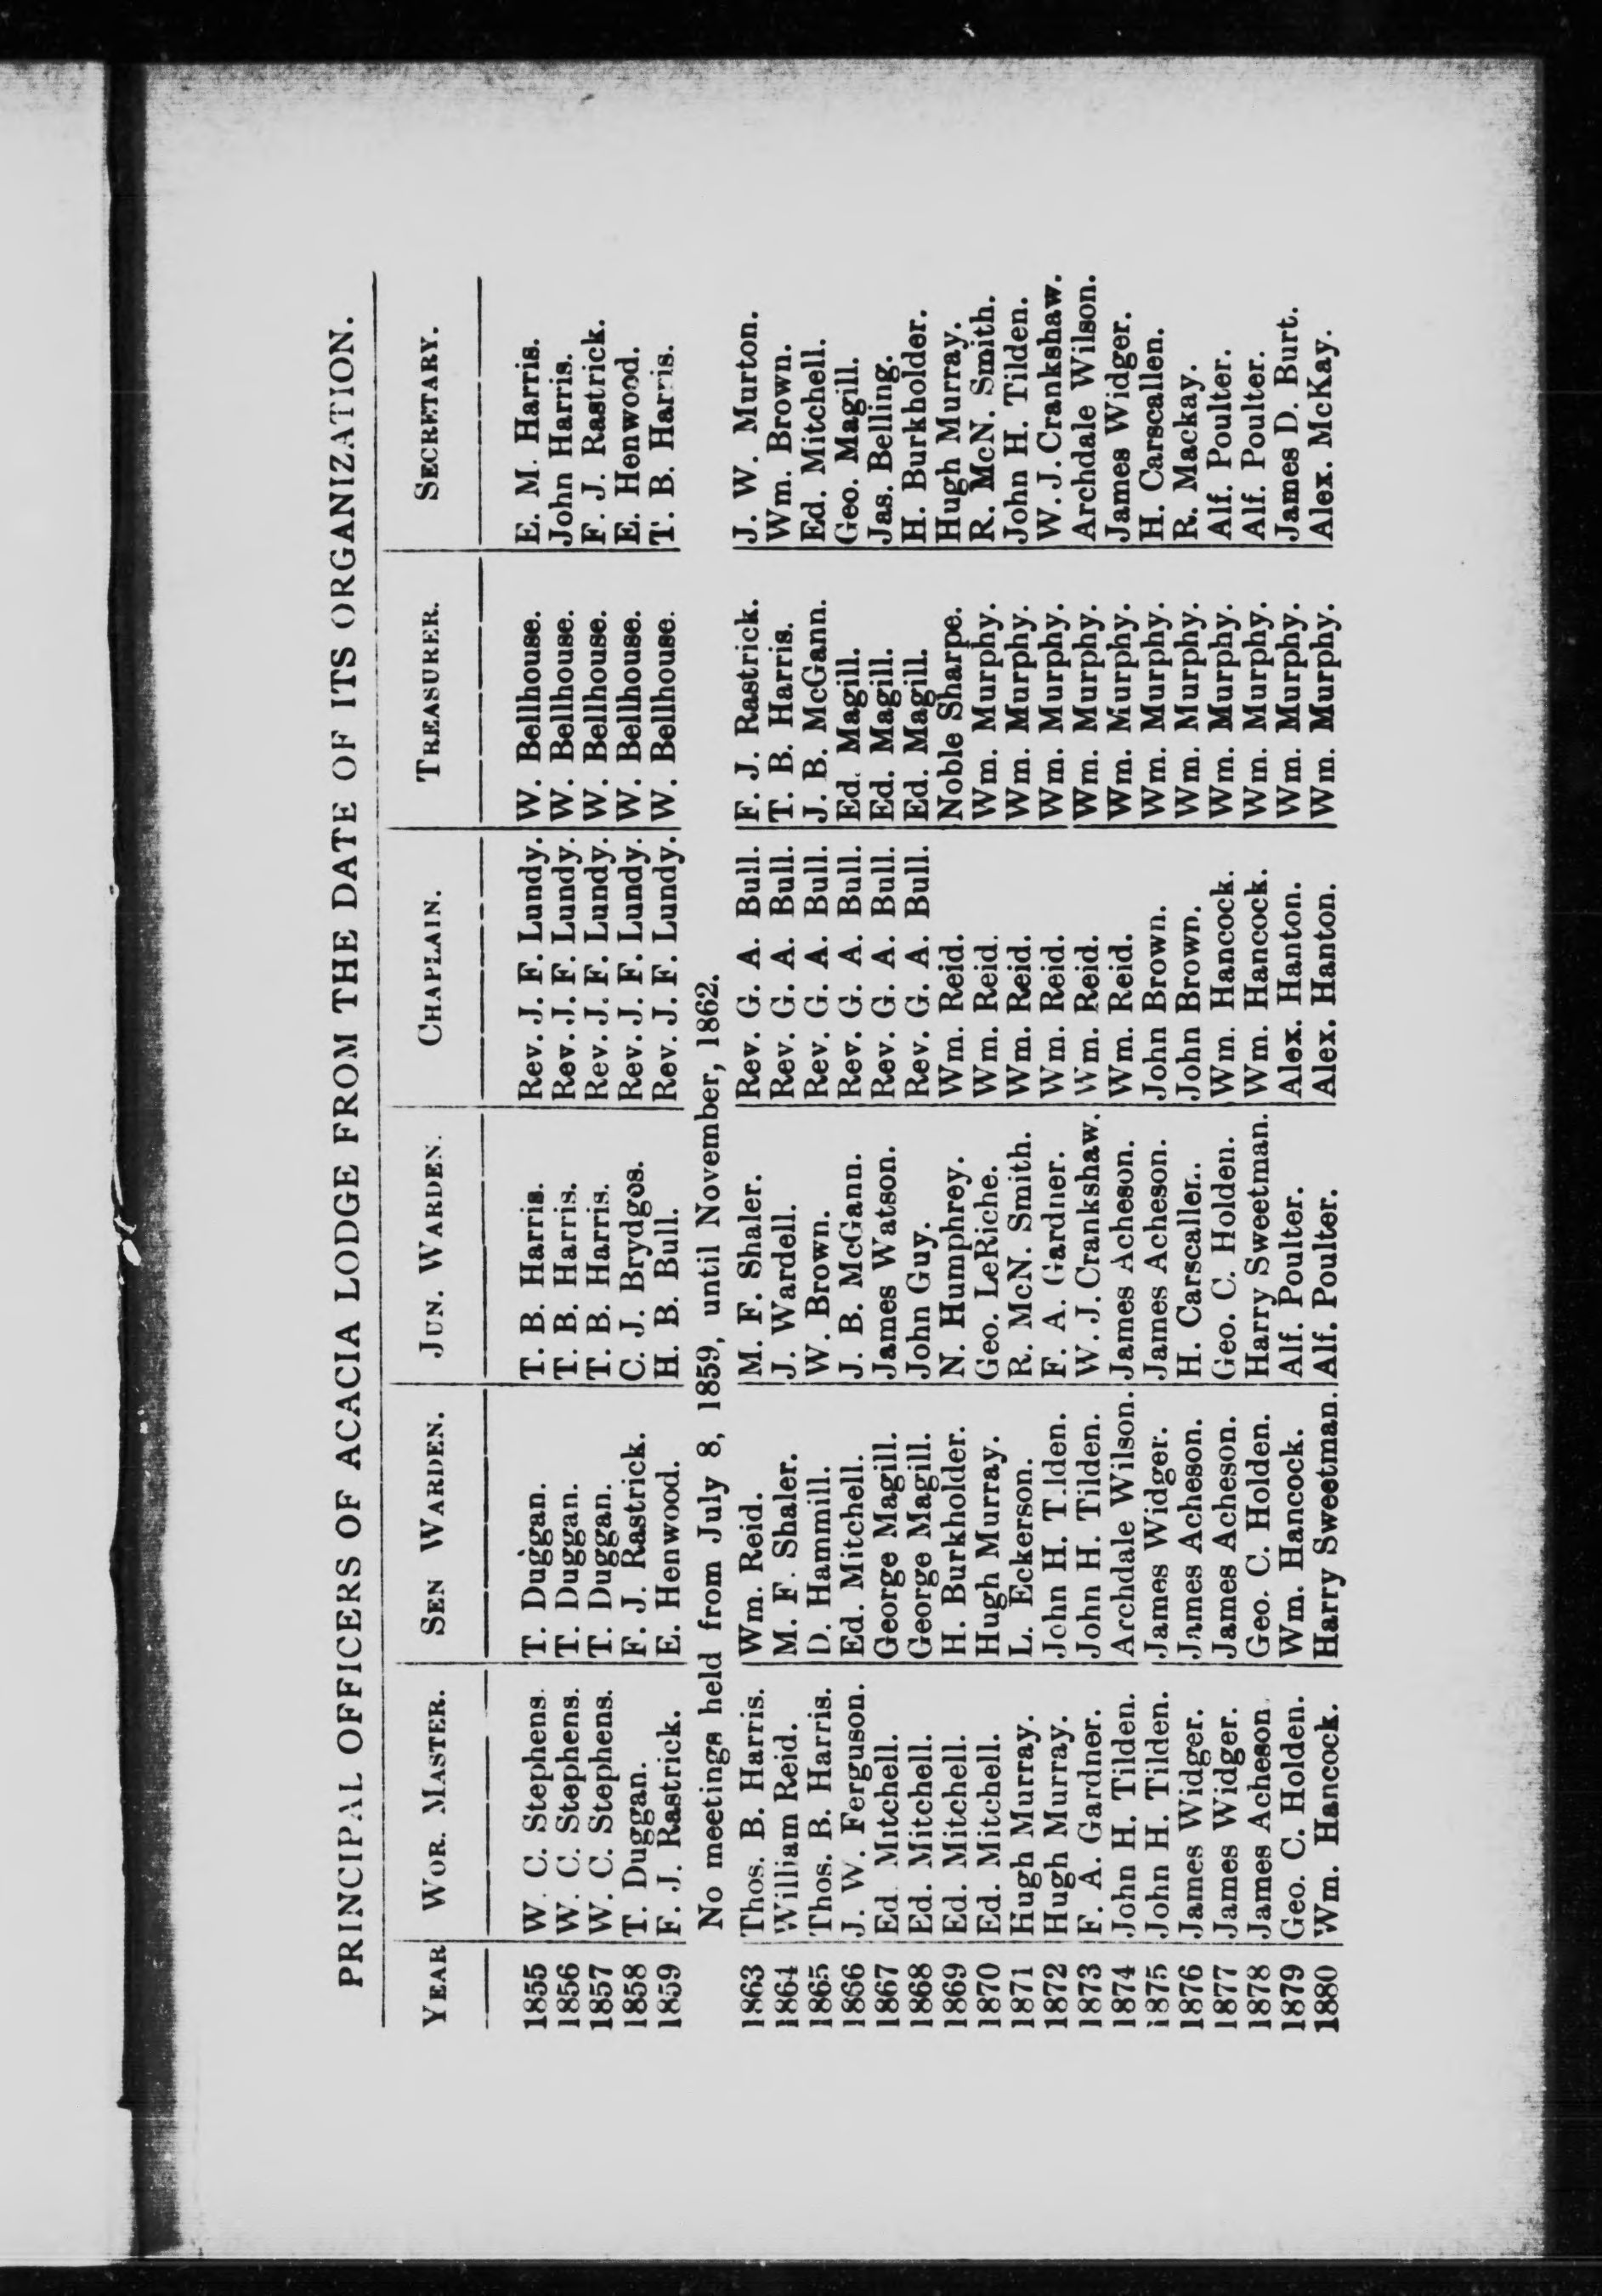 PRINCIPAL OFFICERS OF ACACIA LODGE FROM THE DATE OF ITS ORGANIZATION.
YEAR WOR. MASTER. SEN WARDEN. JUN. WARDEN. CHAPLAIN. TREASURER. SECRETARY.
1855 W. C. Stephens. T. Duggan. T. B. Harris. Rev. J. F. Lundy. W. Bellhouse. E. M. Harris.
1856 W. C. Stephens. T. Duggan. T. B. Harris. Rev. J. F. Lundy. W. Bellhouse. John Harris.
1857 W. C. Stephens. T. Duggan. T. B. Harris. Rev. J. F. Lundy. W. Bellhouse. F. J. Rastrick.
1858 T. Duggan. F. J. Rastrick. C. J. Brydges. Rev. J. F. Lundy. W. Bellhouse. E. Henwood.
1859 F. J. Rastrick. E. Henwood. H. B. Bull. Rev. J. F. Lundy. W. Bellhouse. T. B. Harris.
No meetings held from July 8, 1859, until November, 1862.
1863 Thos. B. Harris. Wm. Reid. M. F. Shaler. Rev. G. A. Bull. F. J. Rastrick. J. W. Murton.
1864 William Reid. M. F. Shaler. J. Wardell. Rev. G. A. Bull. T. B. Harris. Wm. Brown.
1865 Thos. B. Harris. D. Hammill. W. Brown. Rev. G. A. Bull. J. B. McGann. Ed. Mitchell.
1866 J. W. Ferguson. Ed. Mitchell. J. B. McGann. Rev. G. A. Bull. Ed. Magill. Geo. Magill.
1867 Ed. Mitchell. George Magill. James Watson. Rev. G. A. Bull. Ed. Magill. Jas. Belling.
1868 Ed. Mitchell. George Magill. John Guy. Rev. G. A. Bull. Ed. Magill. H. Burkholder.
1869 Ed. Mitchell. H. Burkholder. N. Humphrey. Wm. Reid. Noble Sharpe. Hugh Murray.
1870 Ed. Mitchell. Hugh Murray. Geo. LeRiche. Wm. Reid. Wm. Murphy. R. McN. Smith.
1871 Hugh Murray. L. Eckerson. R. McN. Smith. Wm. Reid. Wm. Murphy. John H. Tilden.
1872 Hugh Murray. John H. Tilden. F. A. Gardner. Wm. Reid. Wm. Murphy. W. J. Crankshaw.
1873 F. A. Gardner. John H. Tilden. W. J. Crankshaw. Wm. Reid. Wm. Murphy. Archdale Wilson.
1874 John H. Tilden. Archdale Wilson. James Acheson. Wm. Reid. Wm. Murphy. James Widger.
1875 John H. Tilden. James Widger. James Acheson. John Brown. Wm. Murphy. H. Carscallen.
1876 James Widger. James Acheson. H. Carscaller.. John Brown. Wm. Murphy. R. Mackay.
1877 James Widger. James Acheson. Geo. C. Holden. Wm. Hancock. Wm. Murphy. Alf. Poulter.
1878 James Acheson. Geo. C. Holden. Harry Sweetman. Wm. Hancock. Wm. Murphy. Alf. Poulter.
1879 Geo. C. Holden. Wm. Hancock. Alf. Poulter. Alex. Hanton. Wm. Murphy. James D. Burt.
1880 Wm. Hancock. Harry Sweetman. Alf. Poulter. Alex. Hanton. Wm. Murphy. Alex. McKay.